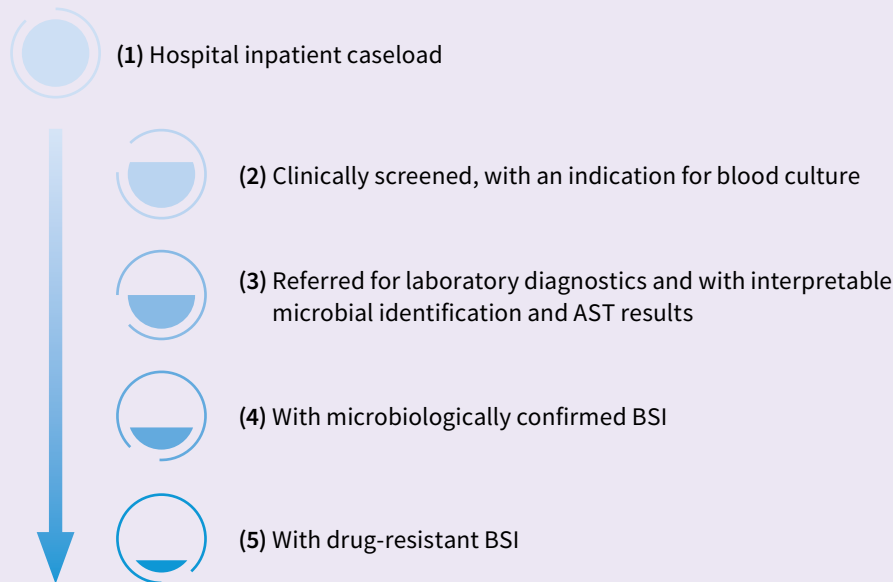 (1) Hospital inpatient caseload
(2) Clinically screened, with an indication for blood culture
(3) Referred for laboratory diagnostics and with interpretable
microbial identification and AST results
(4) With microbiologically confirmed BSI
(5) With drug-resistant BSI